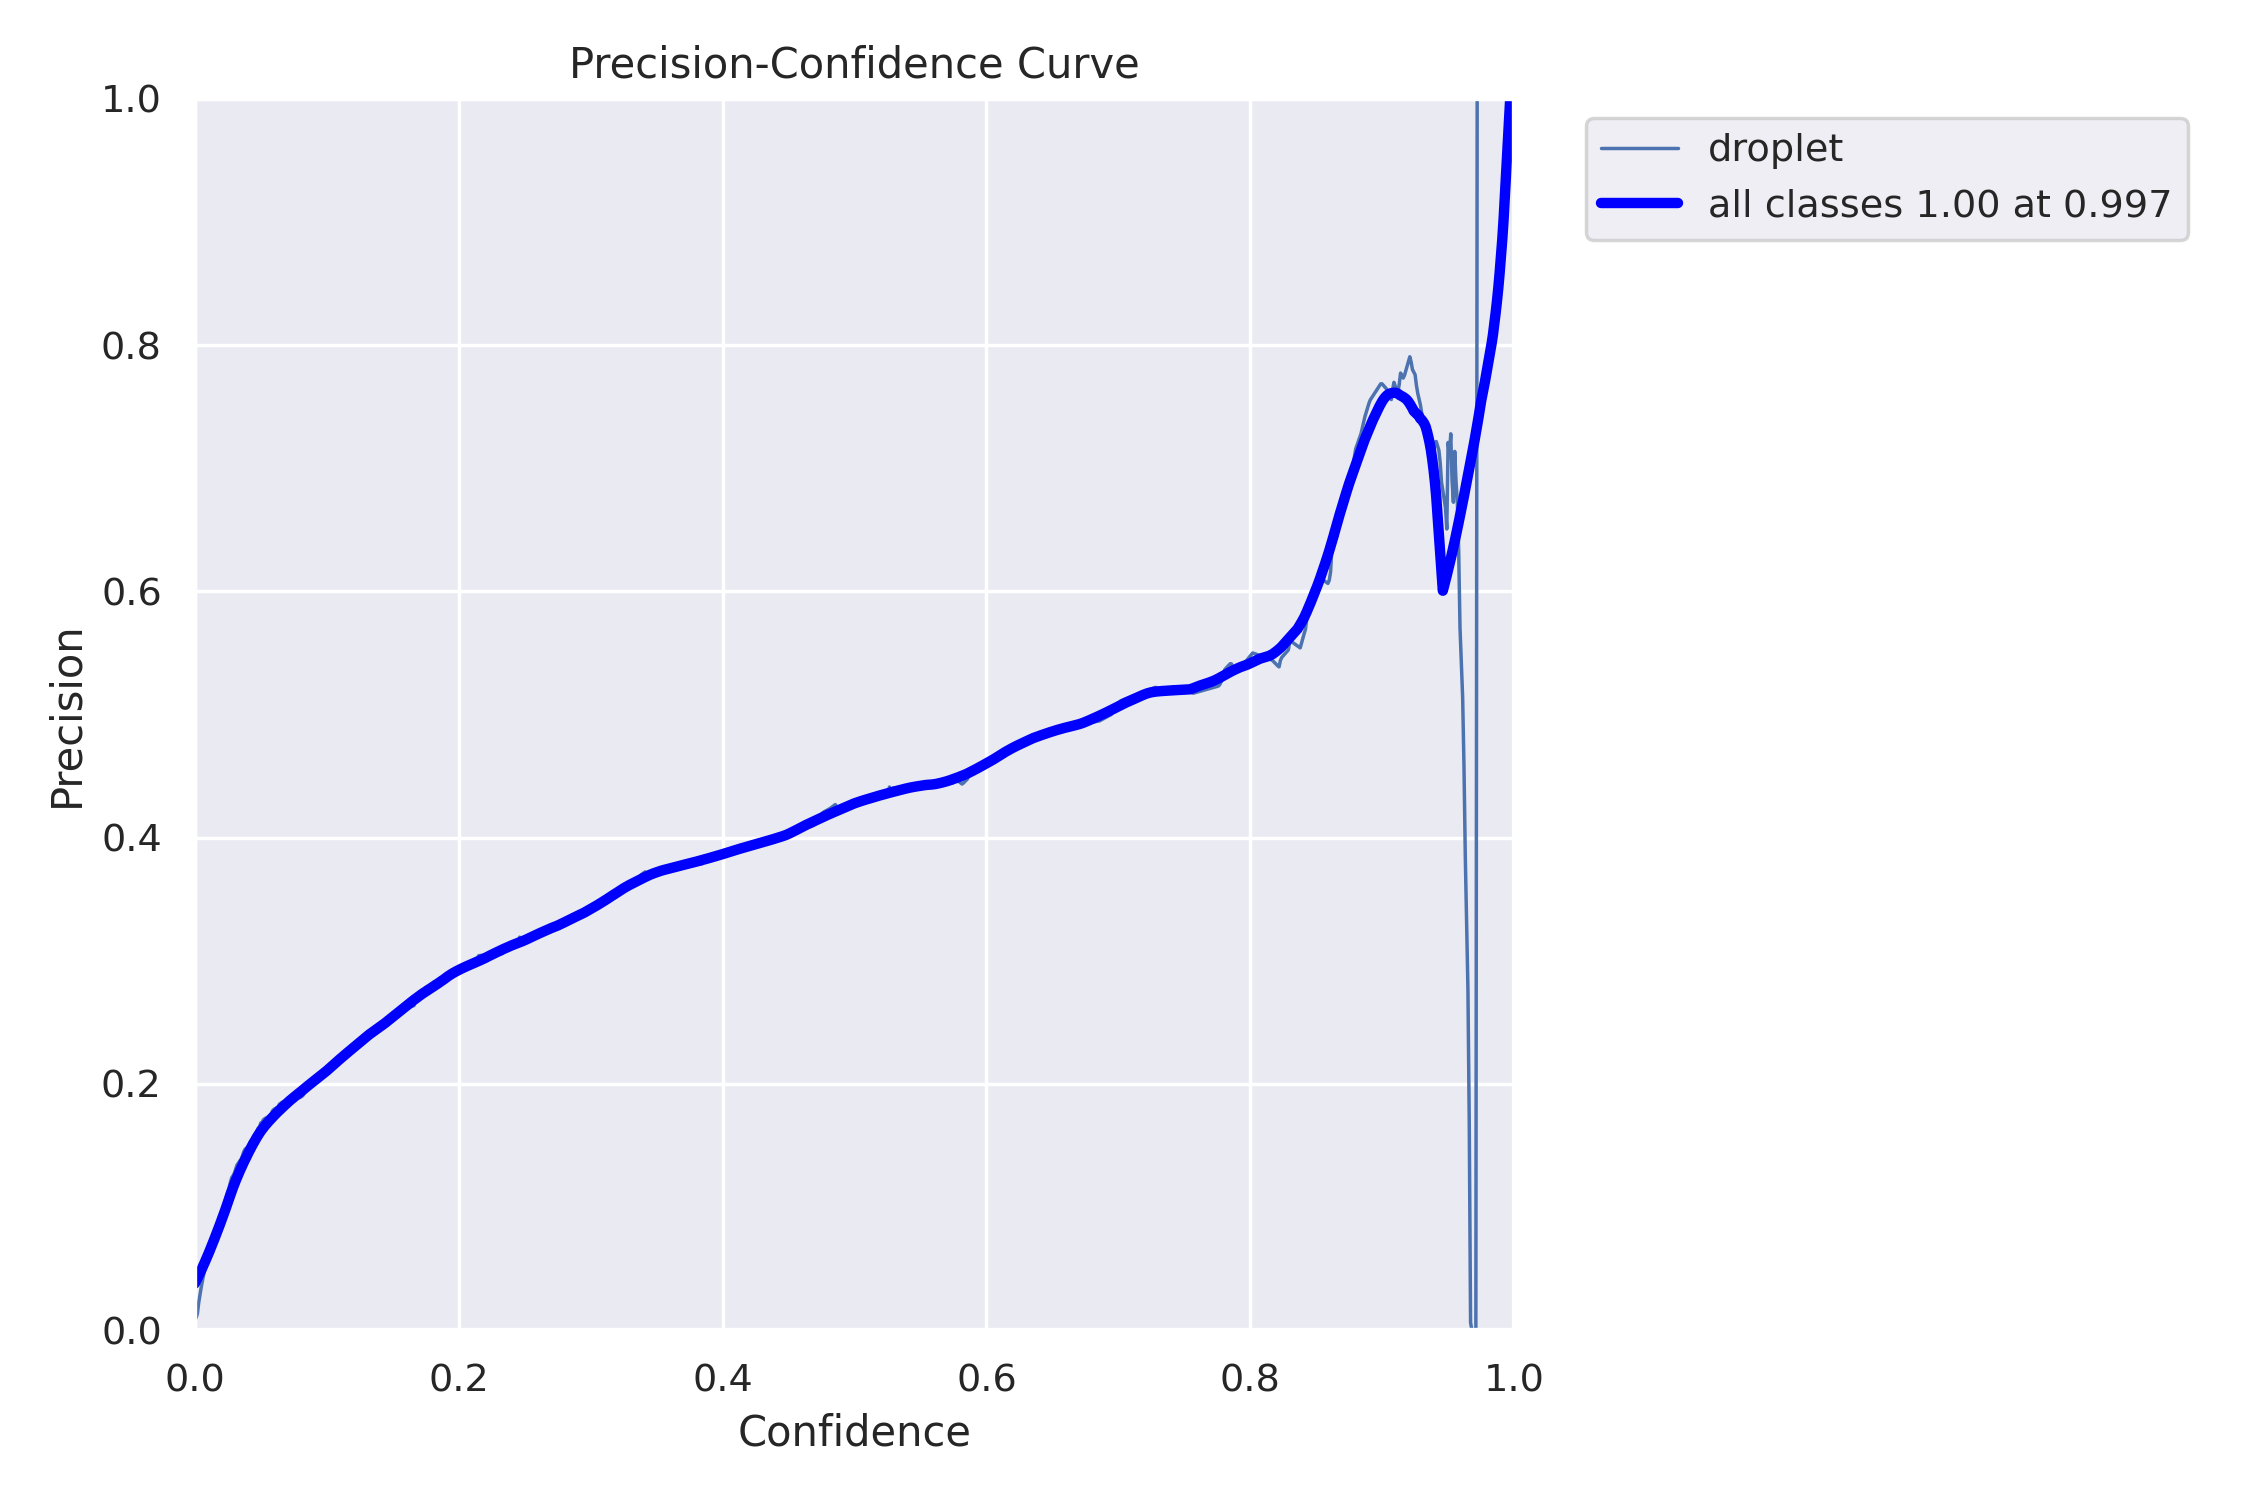 Precision-Confidence Curve
1.0
0.8
0.6
0.4
0.2
0.0
Precision
0.0 0.2 0.4 0.6 0.8 1.0
Confidence
droplet
all classes 1.00 at 0.997